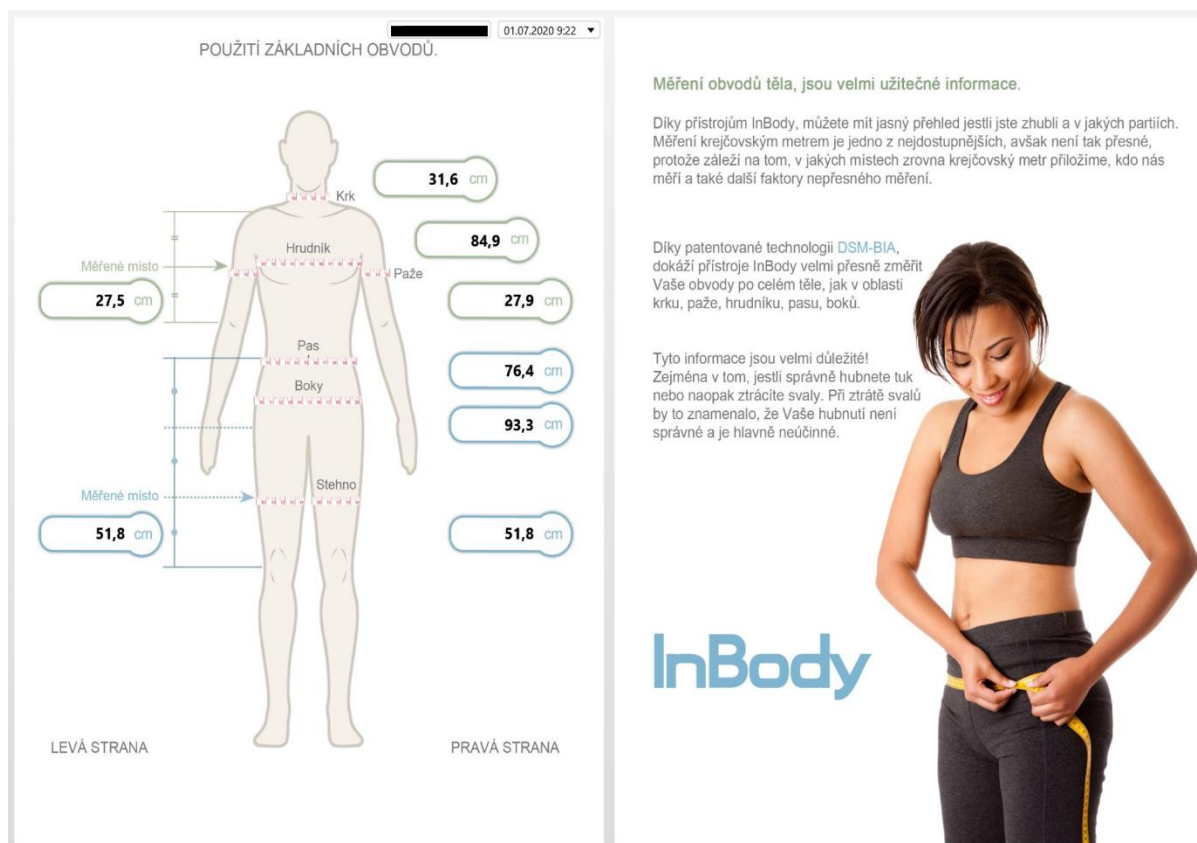 01.07.2020 9:22
POUŽITÍ ZÁKLADNÍCH OBVODŮ.
31,6 cm
Krk
84,9 cm
Hrudník
Měřené místo
Paže
27,5 cm
27,9 cm
Pas
76,4 cm
Boky
93,3 cm
Stehno
Měřené místo
51,8 cm
51,8 cm
LEVÁ STRANA
PRAVÁ STRANA
Měření obvodů těla, jsou velmi užitečné informace.
Díky přístrojům InBody, můžete mít jasný přehled jestli jste zhubli a v jakých partiích.
Měření krejčovským metrem je jedno z nejdostupnějších, avšak není tak přesné,
protože záleží na tom, v jakých místech zrovna krejčovský metr přiložíme, kdo nás
měří a také další faktory nepřesného měření.
Díky patentované technologii DSM-BIA,
dokáží přístroje InBody velmi přesně změřit
Vaše obvody po celém těle, jak v oblasti
krku, paže, hrudníku, pasu, boků.
Tyto informace jsou velmi důležité!
Zejména v tom, jestli správně hubnete tuk
nebo naopak ztrácíte svaly. Při ztrátě svalů
by to znamenalo, že Vaše hubnutí není
správné a je hlavně neúčinné.
InBody